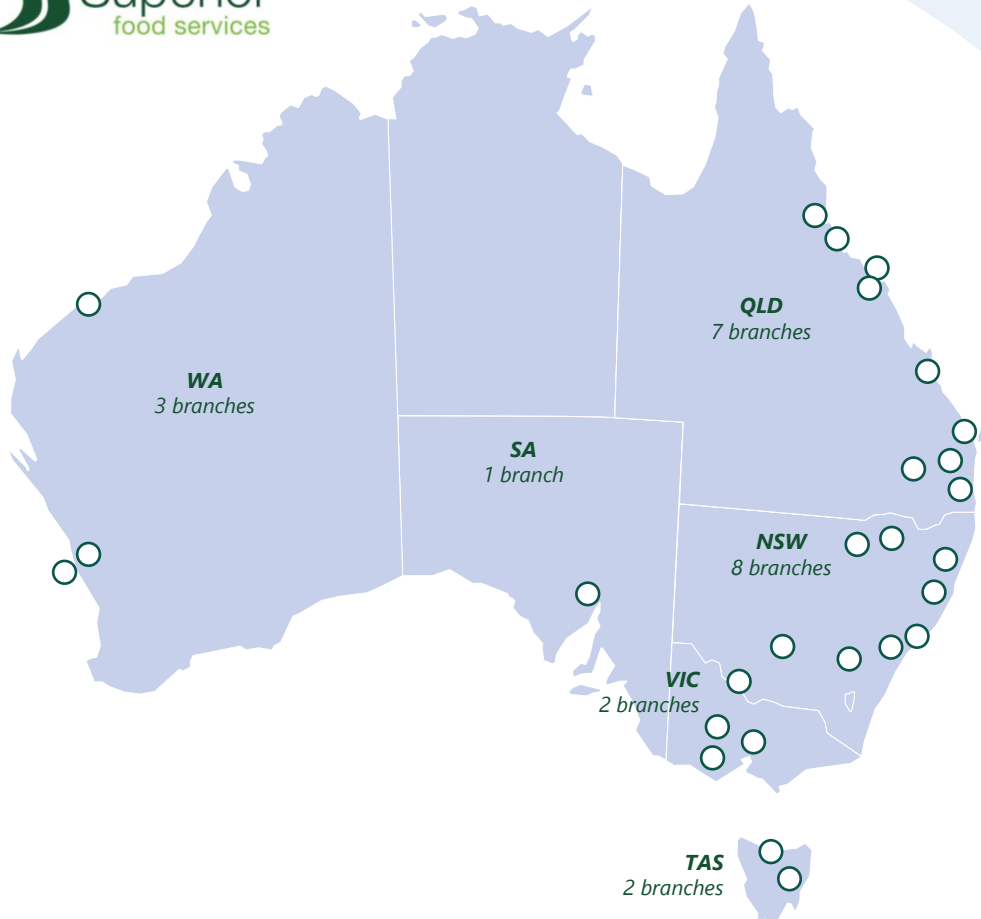 Superior
food services
QLD
7 branches
WA
3 branches
SA
1 branch
NSW
8 branches
VIC
2 branches
TAS
2 branches